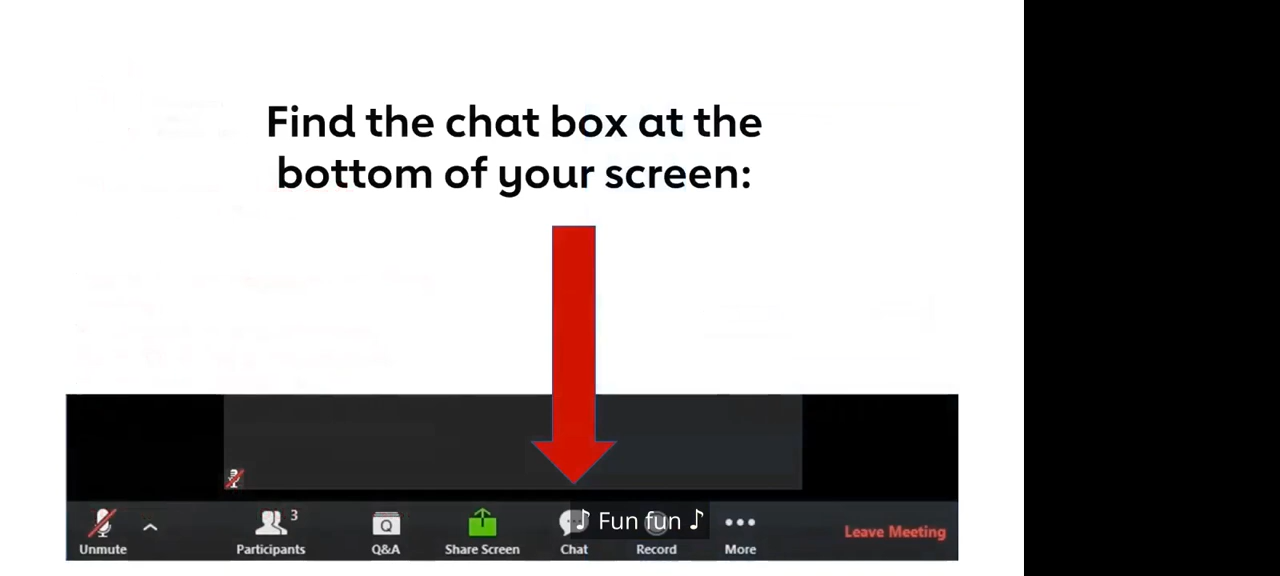 Find the chat box at the
bottom of your screen:
3
♪ Fun fun ♪
Unmute
Participants
Q&A
Share Screen
Chat
Record
More
Leave Meeting